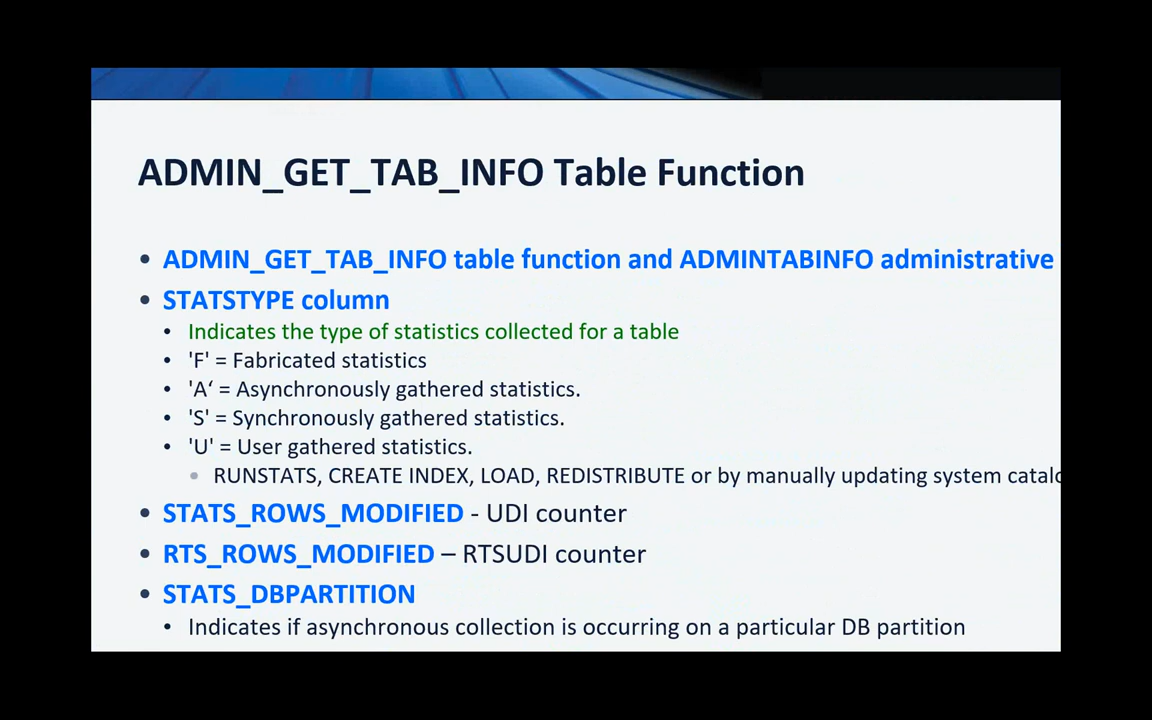 ADMIN_GET_TAB_INFO Table Function
• ADMIN_GET_TAB_INFO table function and ADMINTABINFO administrative
• STATSTYPE column
• Indicates the type of statistics collected for a table
• 'F' = Fabricated statistics
• 'A‘ = Asynchronously gathered statistics.
• 'S' = Synchronously gathered statistics.
• 'U' = User gathered statistics.
• RUNSTATS, CREATE INDEX, LOAD, REDISTRIBUTE or by manually updating system
• STATS_ROWS_MODIFIED - UDI counter
• RTS_ROWS_MODIFIED – RTSUDI counter
• STATS_DBPARTITION
• Indicates if asynchronous collection is occurring on a particular DB partition